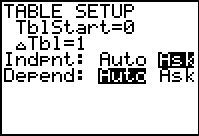 TABLE SETUP
TblStart=0
△Tbl=1
Indpnt: Auto Ask
Depend: Auto Ask